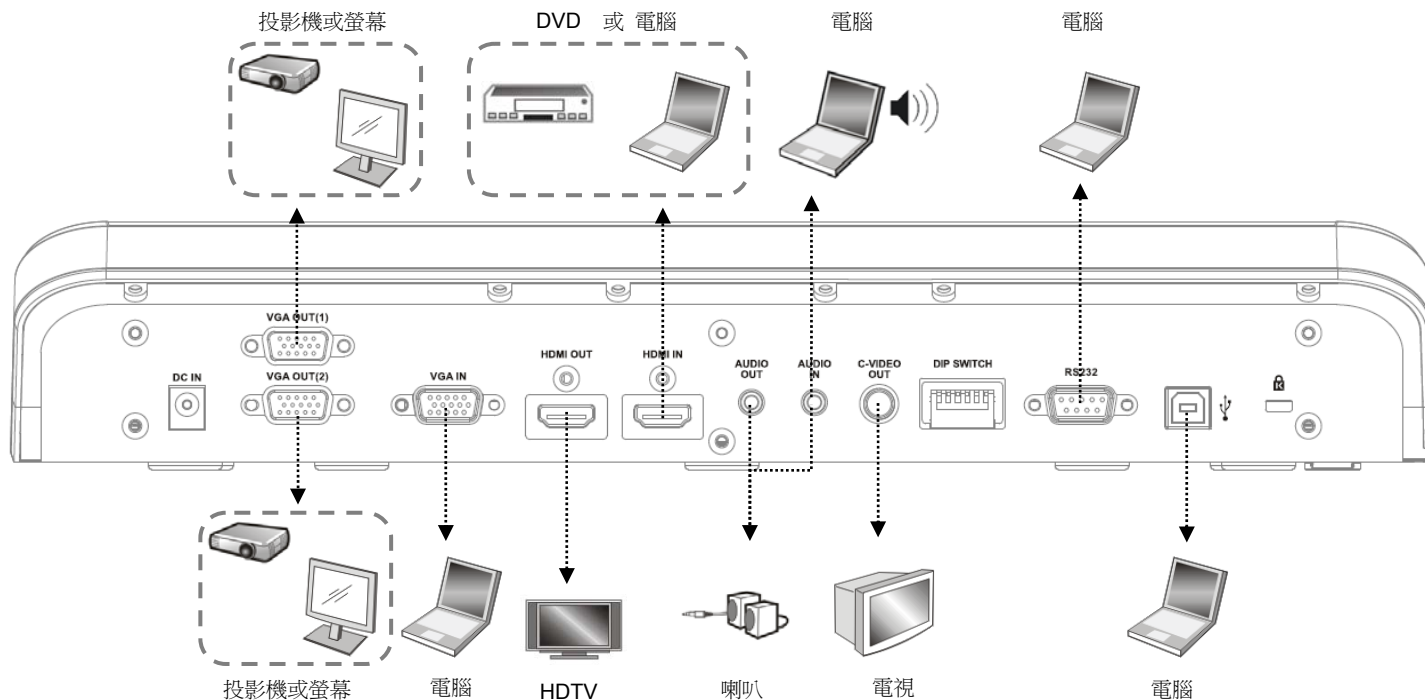 投影機或螢幕
DVD 或 電腦
電腦
電腦
VGA OUT(1)
HDMI OUT
HDMI IN
AUDIO OUT
AUDIO IN
C-VIDEO OUT
DIP SWITCH
RS232
DC IN
VGA OUT(2)
VGA IN
K
投影機或螢幕
電腦
HDTV
喇叭
電視
電腦